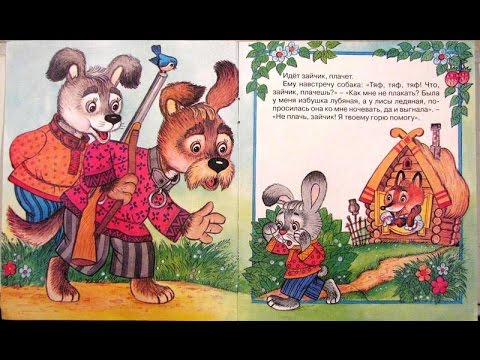 Идёт зайчик, плачет.
Ему навстречу собака: «Тяф, тяф, тяф! Что,
зайчик, плачешь?» – «Как мне не плакать? Была
у меня избушка лубяная, а у лисы ледяная, по-
просилась она ко мне ночевать, да и выгнала». –
«Не плачь, зайчик! Я твоему горю помогу».